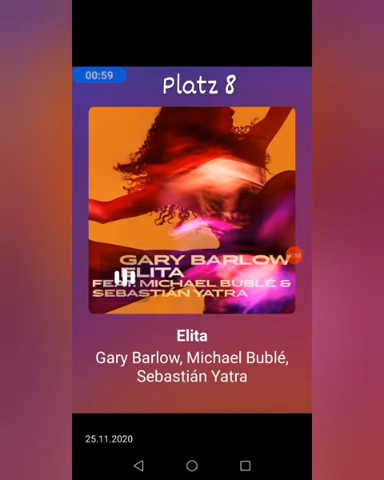 00:59
Platz 8
GARY BARLOW
ELITA
FEAT. MICHAEL BUBLÉ &
SEBASTIÁN YATRA
Elita
Gary Barlow, Michael Bublé,
Sebastián Yatra
25.11.2020